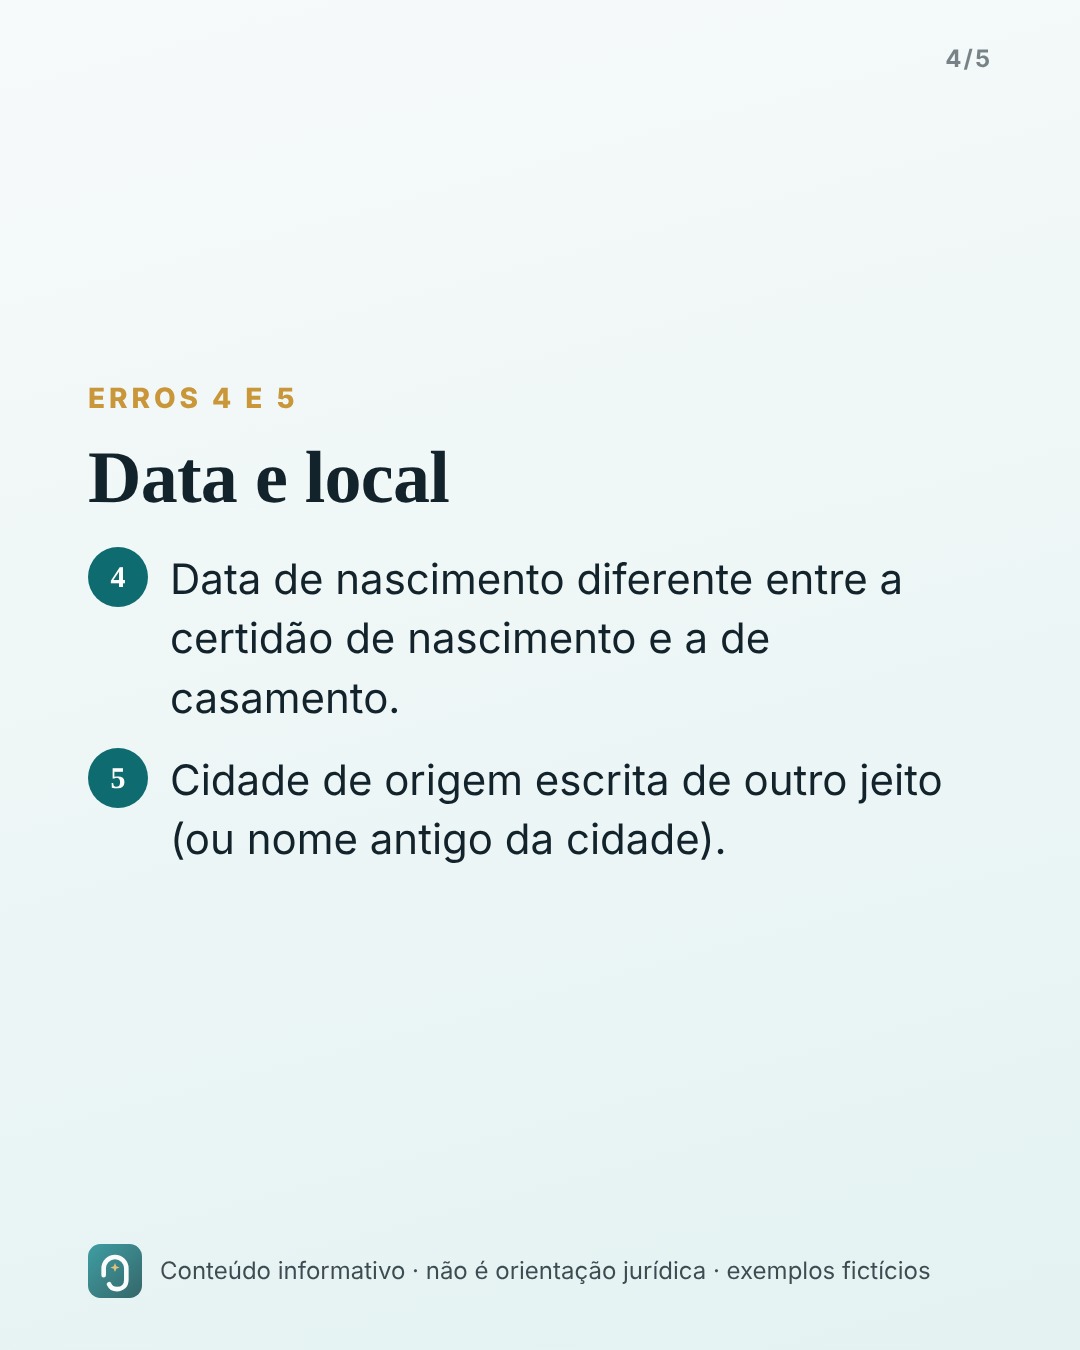 4/5
ERROS 4 E 5
Data e local
4 Data de nascimento diferente entre a
certidão de nascimento e a de
casamento.
5 Cidade de origem escrita de outro jeito
(ou nome antigo da cidade).
Conteúdo informativo · não é orientação jurídica · exemplos fictícios